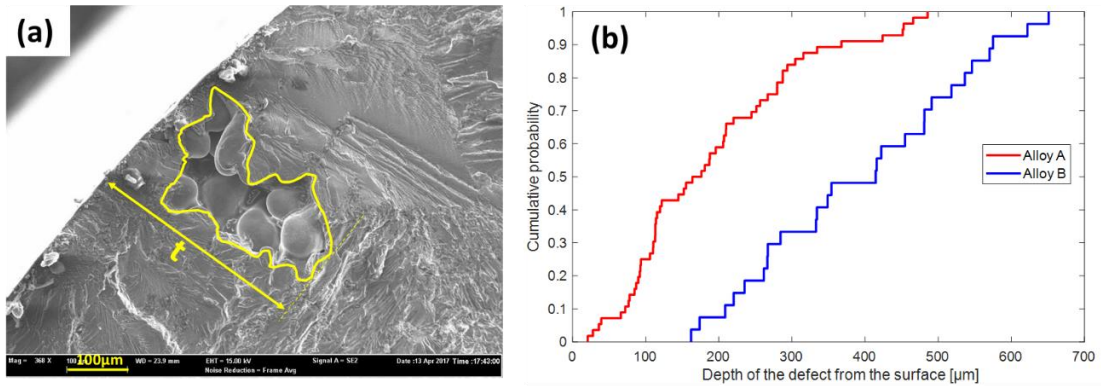 (a)
t
Mag = 360 X 100 100µm WD = 23.9 mm EHT = 15.00 kV Signal A = SE2 Date :13 Apr 2017 Time :17:43:00
Noise Reduction = Frame Avg
(b)
Cumulative probability
1
0.9
0.8
0.7
0.6
0.5
0.4
0.3
0.2
0.1
0
Alloy A
Alloy B
0 100 200 300 400 500 600 700
Depth of the defect from the surface [µm]